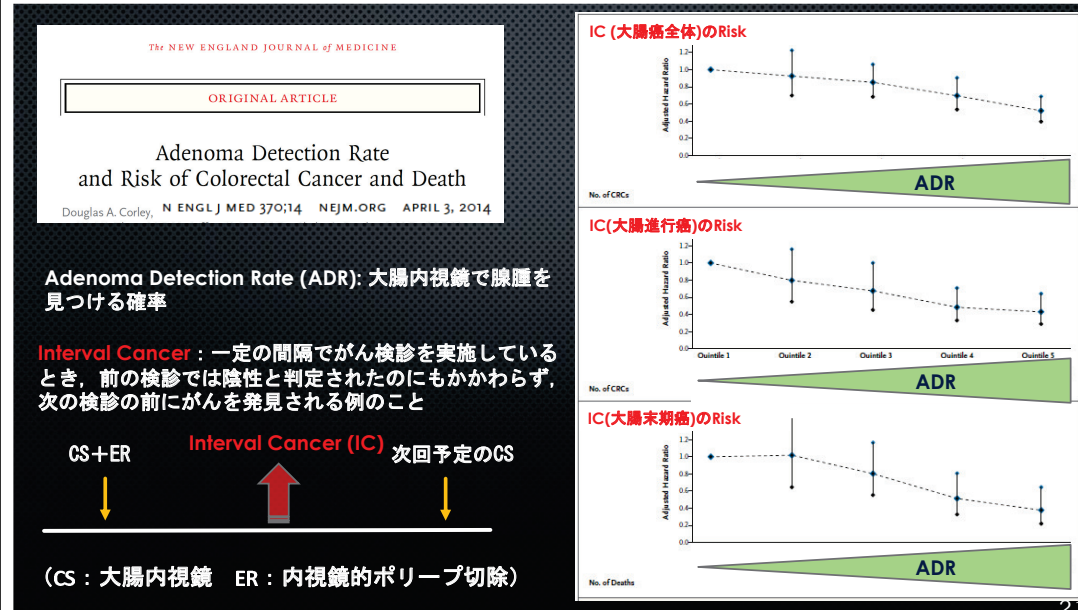 The NEW ENGLAND JOURNAL of MEDICINE
ORIGINAL ARTICLE
Adenoma Detection Rate
and Risk of Colorectal Cancer and Death
Douglas A. Corley, N ENGL J MED 370;14 NEJM.ORG APRIL 3, 2014
Adenoma Detection Rate (ADR): 大腸内視鏡で腺腫を
見つける確率
Interval Cancer：一定の間隔でがん検診を実施している
とき，前の検診では陰性と判定されたのにもかかわらず，
次の検診の前にがんを発見される例のこと
CS＋ER
Interval Cancer (IC)
次回予定のCS
（CS：大腸内視鏡　ER：内視鏡的ポリープ切除）
IC (大腸癌全体)のRisk
Adjusted Hazard Ratio
1.2
1.0
0.8
0.6
0.4
0.2
0.0
ADR
No. of CRCs
IC(大腸進行癌)のRisk
Adjusted Hazard Ratio
1.2
1.0
0.8
0.6
0.4
0.2
0.0
Quintile 1 Quintile 2 Quintile 3 Quintile 4 Quintile 5
ADR
No. of CRCs
IC(大腸末期癌)のRisk
Adjusted Hazard Ratio
1.2
1.0
0.8
0.6
0.4
0.2
0.0
ADR
No. of Deaths